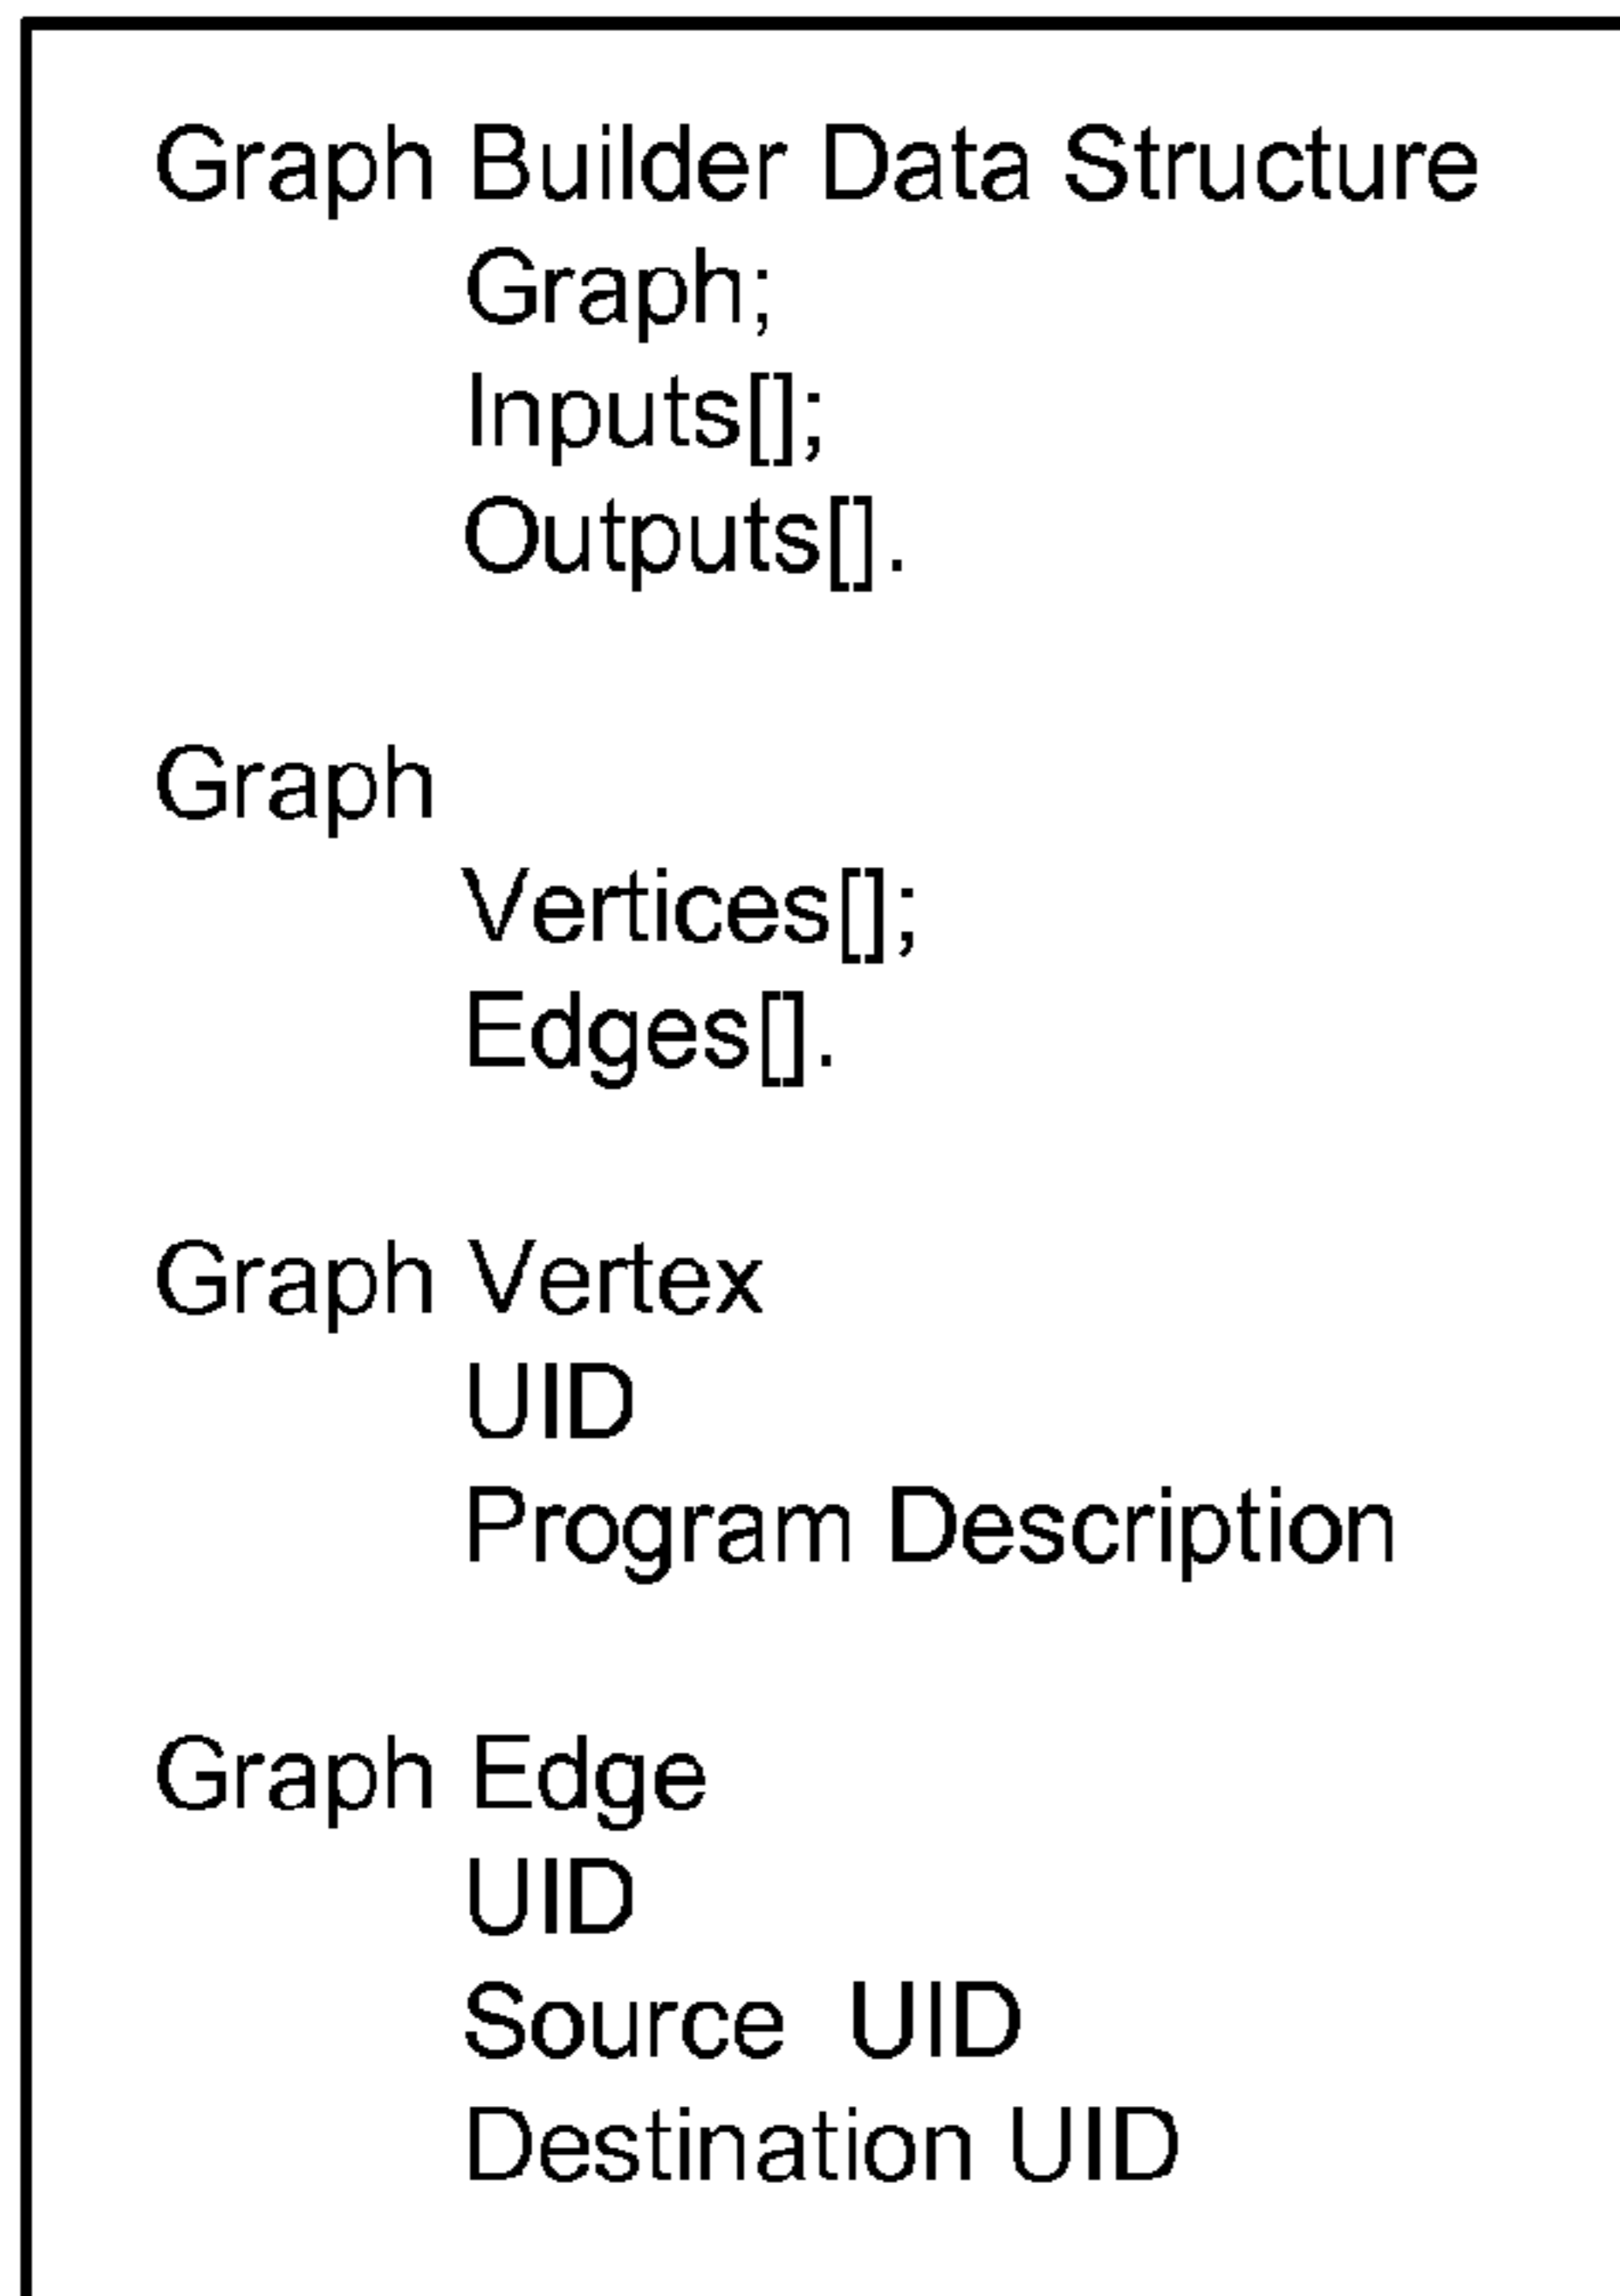 Graph Builder Data Structure
Graph;
Inputs[];
Outputs[].
Graph
Vertices[];
Edges[].
Graph Vertex
UID
Program Description
Graph Edge
UID
Source UID
Destination UID